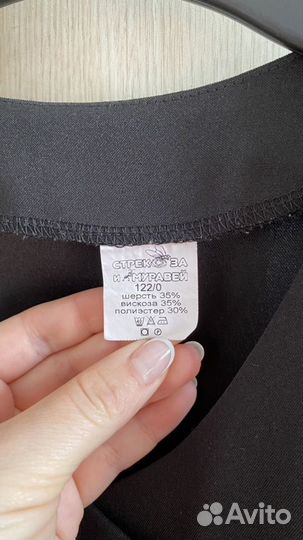 СТРЕКОЗА
И МУРАВЕЙ
122/0
шерсть 35%
вискоза 35%
полиэстер 30%
Avito